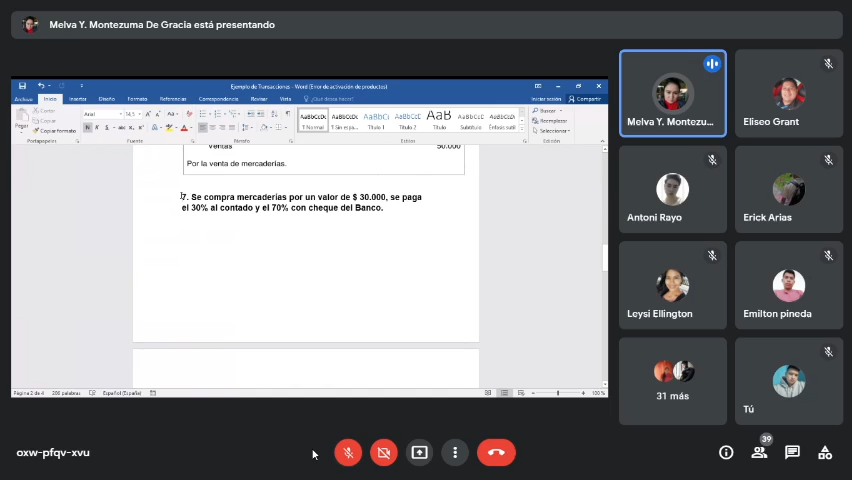 Melva Y. Montezuma De Gracia está presentando
Ejemplo de Transacciones - Word (Error de activación de productos)
Archivo Inicio Insertar Diseño Formato Referencias Correspondencia Revisar Vista ¿Qué desea hacer?
Iniciar sesión Compartir
Pegar
Cortar
Copiar
Copiar formato
Arial 14.5
N K S
AaBbCcDc AaBbCcDc AaBbCc AaBbCc AaB AaBbCcD
1 Normal 1 Sin espa... Título 1 Título 2 Título Énfasis sutil
Buscar
Reemplazar
Seleccionar
Portapapeles Fuente Párrafo Estilos Edición
Ventas 50.000
Por la venta de mercaderías.
7. Se compra mercaderías por un valor de $ 30.000, se paga
el 30% al contado y el 70% con cheque del Banco.
Página 2 de 4 Español (España) 100 %
Melva Y. Montezu...
Eliseo Grant
Antoni Rayo
Erick Arias
Leysi Ellington
Emilton pineda
31 más
Tú
oxw-pfqv-xvu
39